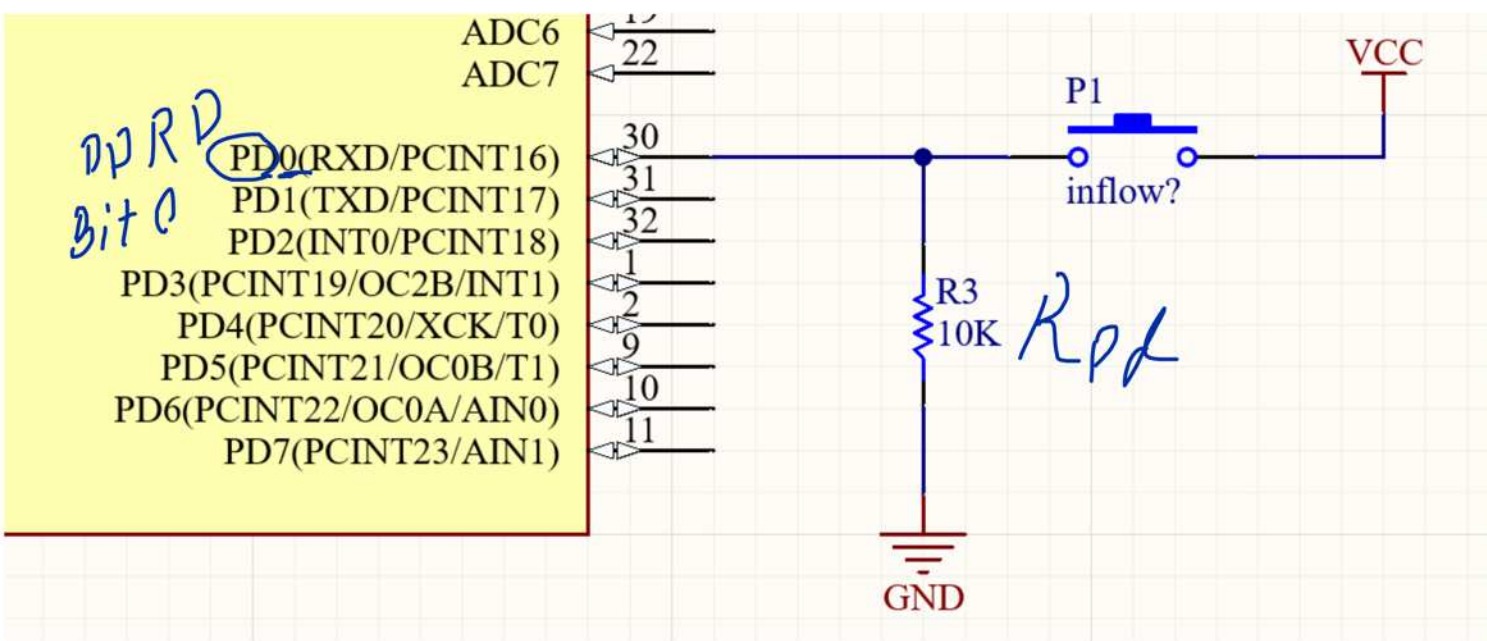 ADC6
22
ADC7
VCC
P1
DDRD
PD0(RXD/PCINT16)
30
inflow?
Bit 0
PD1(TXD/PCINT17)
31
PD2(INT0/PCINT18)
32
PD3(PCINT19/OC2B/INT1)
1
PD4(PCINT20/XCK/T0)
2
PD5(PCINT21/OC0B/T1)
9
PD6(PCINT22/OC0A/AIN0)
10
PD7(PCINT23/AIN1)
11
R3
10K
Rpd
GND